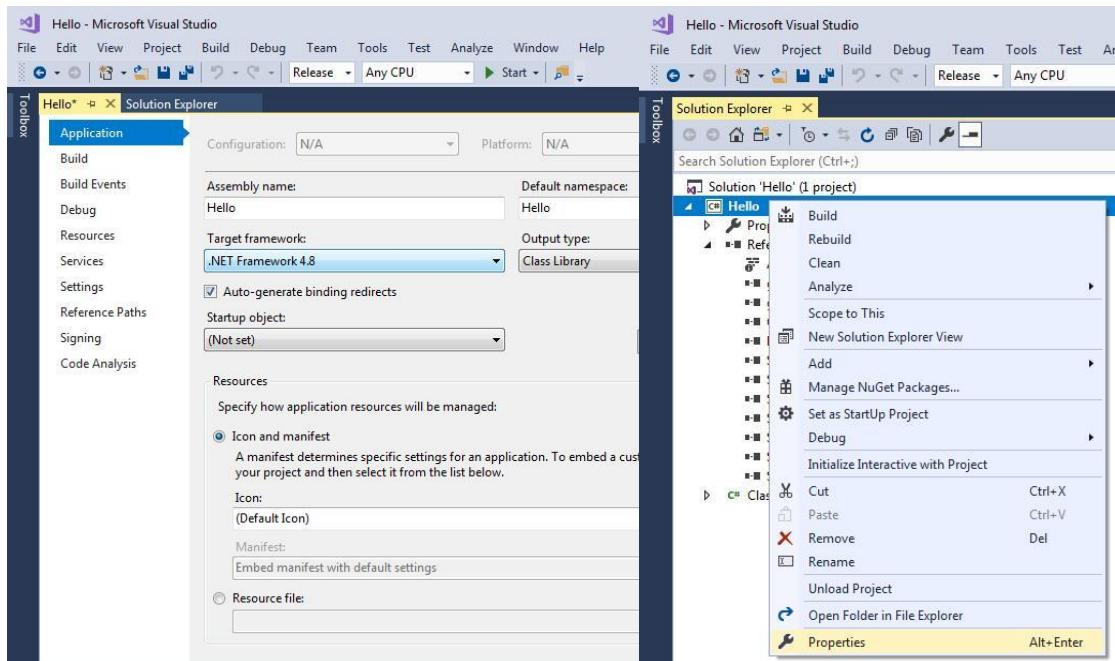 Hello - Microsoft Visual Studio
File Edit View Project Build Debug Team Tools Test Analyze Window Help
Release Any CPU Start
Toolbox
Hello* Solution Explorer
Application
Build
Build Events
Debug
Resources
Services
Settings
Reference Paths
Signing
Code Analysis
Configuration: N/A Platform: N/A
Assembly name: Default namespace:
Hello Hello
Target framework: Output type:
.NET Framework 4.8 Class Library
Auto-generate binding redirects
Startup object:
(Not set)
Resources
Specify how application resources will be managed:
Icon and manifest
A manifest determines specific settings for an application. To embed a cus
your project and then select it from the list below.
Icon:
(Default Icon)
Manifest:
Embed manifest with default settings
Resource file:
Hello - Microsoft Visual Studio
File Edit View Project Build Debug Team Tools Test
Release Any CPU
Toolbox
Solution Explorer
Search Solution Explorer (Ctrl+;)
Solution 'Hello' (1 project)
C# Hello
Prop
Refe
C# Clas
Build
Rebuild
Clean
Analyze
Scope to This
New Solution Explorer View
Add
Manage NuGet Packages...
Set as StartUp Project
Debug
Initialize Interactive with Project
Cut Ctrl+X
Paste Ctrl+V
Remove Del
Rename
Unload Project
Open Folder in File Explorer
Properties Alt+Enter